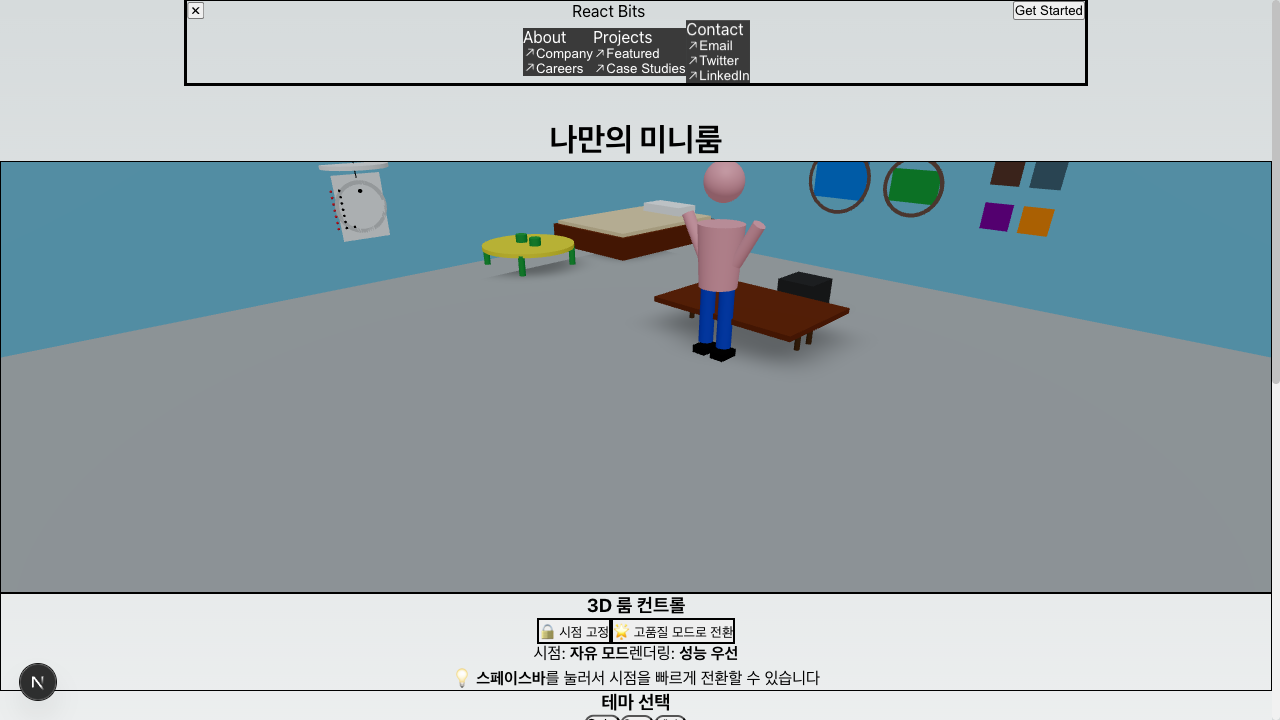 ✕ React Bits Get Started
About Projects Contact
↗Company ↗Featured ↗Email
↗Careers ↗Case Studies ↗Twitter
↗LinkedIn
나만의 미니룸
3D 룸 컨트롤
🔒 시점 고정 🌟 고품질 모드로 전환
시점: 자유 모드렌더링: 성능 우선
💡 스페이스바를 눌러서 시점을 빠르게 전환할 수 있습니다
N
테마 선택